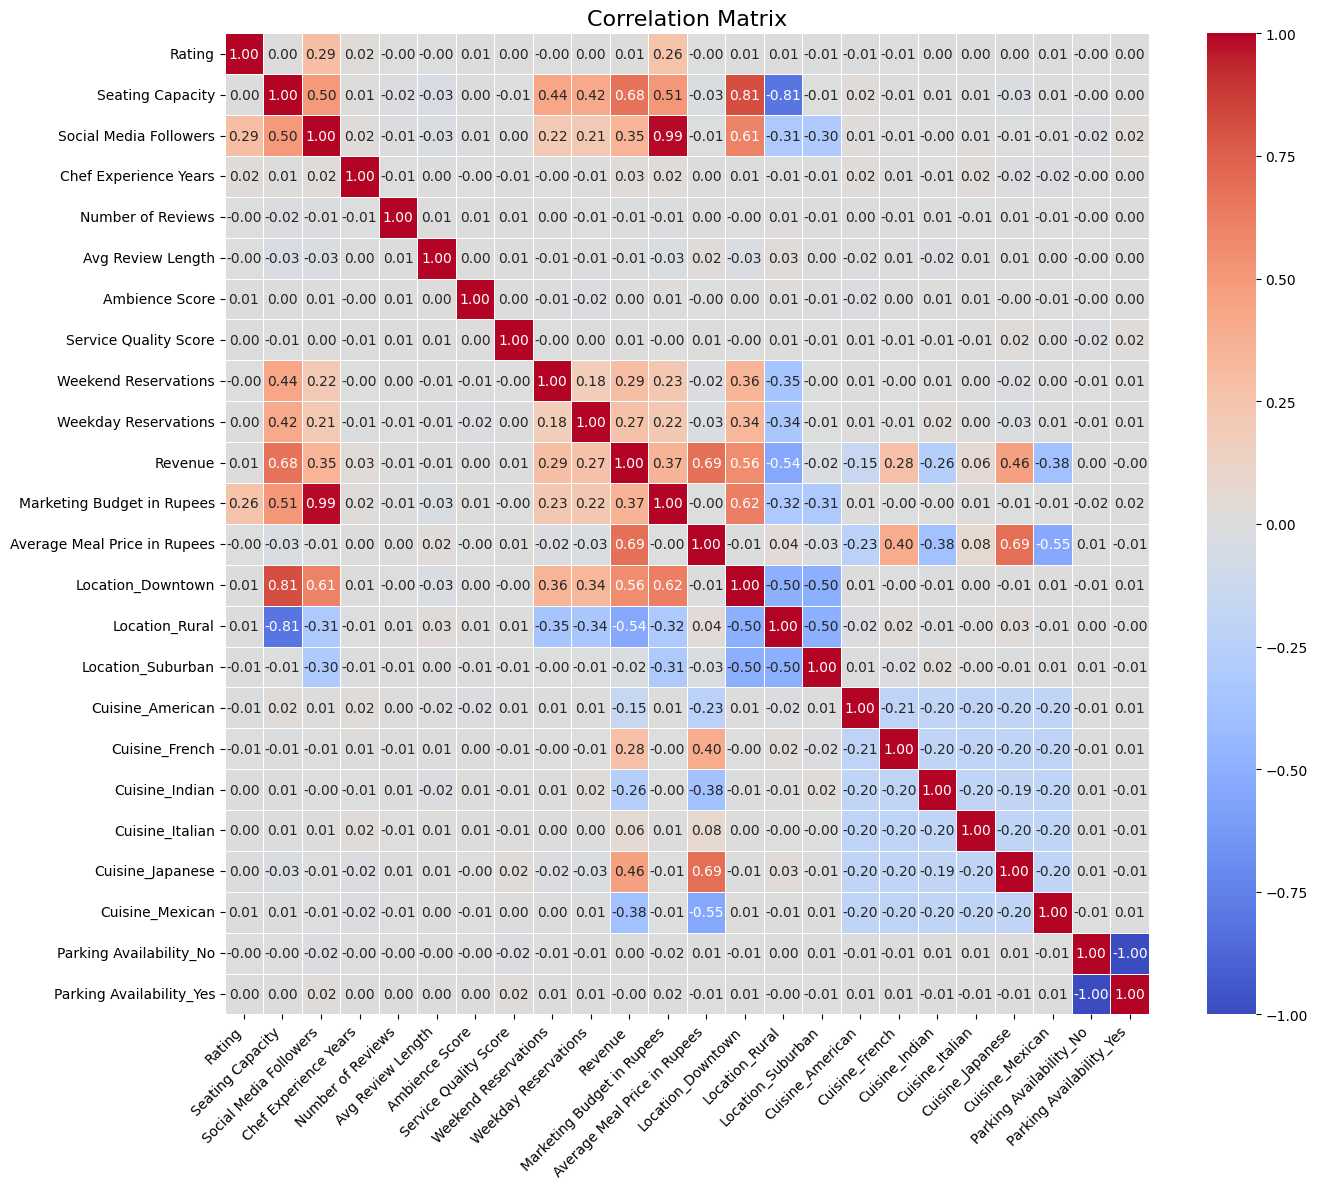 Correlation Matrix
Rating 1.00 0.00 0.29 0.02 -0.00 -0.00 0.01 0.00 -0.00 0.00 0.01 0.26 -0.00 0.01 0.01 -0.01 -0.01 -0.01 0.00 0.00 0.00 0.01 -0.00 0.00
Seating Capacity 0.00 1.00 0.50 0.01 -0.02 -0.03 0.00 -0.01 0.44 0.42 0.68 0.51 -0.03 0.81 -0.81 -0.01 0.02 -0.01 0.01 0.01 -0.03 0.01 -0.00 0.00
Social Media Followers 0.29 0.50 1.00 0.02 -0.01 -0.03 0.01 0.00 0.22 0.21 0.35 0.99 -0.01 0.61 -0.31 -0.30 0.01 -0.01 -0.00 0.01 -0.01 -0.01 -0.02 0.02
Chef Experience Years 0.02 0.01 0.02 1.00 -0.01 0.00 -0.00 -0.01 -0.00 -0.01 0.03 0.02 0.00 0.01 -0.01 -0.01 0.02 0.01 -0.01 0.02 -0.02 -0.02 -0.00 0.00
Number of Reviews -0.00 -0.02 -0.01 -0.01 1.00 0.01 0.01 0.01 0.00 -0.01 -0.01 -0.01 0.00 -0.00 0.01 -0.01 0.00 -0.01 0.01 -0.01 0.01 -0.01 -0.00 0.00
Avg Review Length -0.00 -0.03 -0.03 0.00 0.01 1.00 0.00 0.01 -0.01 -0.01 -0.01 -0.03 0.02 -0.03 0.03 0.00 -0.02 0.01 -0.02 0.01 0.01 0.00 -0.00 0.00
Ambience Score 0.01 0.00 0.01 -0.00 0.01 0.00 1.00 0.00 -0.01 -0.02 0.00 0.01 -0.00 0.00 0.01 -0.01 -0.02 0.00 0.01 0.01 -0.00 -0.01 -0.00 0.00
Service Quality Score 0.00 -0.01 0.00 -0.01 0.01 0.01 0.00 1.00 -0.00 0.00 0.01 -0.00 0.01 -0.00 0.01 -0.01 0.01 -0.01 -0.01 -0.01 0.02 0.00 -0.02 0.02
Weekend Reservations -0.00 0.44 0.22 -0.00 0.00 -0.01 -0.01 -0.00 1.00 0.18 0.29 0.23 -0.02 0.36 -0.35 -0.00 0.01 -0.00 0.01 0.00 -0.02 0.00 -0.01 0.01
Weekday Reservations 0.00 0.42 0.21 -0.01 -0.01 -0.01 -0.02 0.00 0.18 1.00 0.27 0.22 -0.03 0.34 -0.34 -0.01 0.01 -0.01 0.02 0.00 -0.03 0.01 -0.01 0.01
Revenue 0.01 0.68 0.35 0.03 -0.01 -0.01 0.00 0.01 0.29 0.27 1.00 0.37 0.69 0.56 -0.54 -0.02 -0.15 0.28 -0.26 0.06 0.46 -0.38 0.00 -0.00
Marketing Budget in Rupees 0.26 0.51 0.99 0.02 -0.01 -0.03 0.01 -0.00 0.23 0.22 0.37 1.00 -0.00 0.62 -0.32 -0.31 0.01 -0.00 -0.00 0.01 -0.01 -0.01 -0.02 0.02
Average Meal Price in Rupees -0.00 -0.03 -0.01 0.00 0.00 0.02 -0.00 0.01 -0.02 -0.03 0.69 -0.00 1.00 -0.01 0.04 -0.03 -0.23 0.40 -0.38 0.08 0.69 -0.55 0.01 -0.01
Location_Downtown 0.01 0.81 0.61 0.01 -0.00 -0.03 0.00 -0.00 0.36 0.34 0.56 0.62 -0.01 1.00 -0.50 -0.50 0.01 -0.00 -0.01 0.00 -0.01 0.01 -0.01 0.01
Location_Rural 0.01 -0.81 -0.31 -0.01 0.01 0.03 0.01 0.01 -0.35 -0.34 -0.54 -0.32 0.04 -0.50 1.00 -0.50 -0.02 0.02 -0.01 -0.00 0.03 -0.01 0.00 -0.00
Location_Suburban -0.01 -0.01 -0.30 -0.01 -0.01 0.00 -0.01 -0.01 -0.00 -0.01 -0.02 -0.31 -0.03 -0.50 -0.50 1.00 0.01 -0.02 0.02 -0.00 -0.01 0.01 0.01 -0.01
Cuisine_American -0.01 0.02 0.01 0.02 0.00 -0.02 -0.02 0.01 0.01 0.01 -0.15 0.01 -0.23 0.01 -0.02 0.01 1.00 -0.21 -0.20 -0.20 -0.20 -0.20 -0.01 0.01
Cuisine_French -0.01 -0.01 -0.01 0.01 -0.01 0.01 0.00 -0.01 -0.00 -0.01 0.28 -0.00 0.40 -0.00 0.02 -0.02 -0.21 1.00 -0.20 -0.20 -0.20 -0.20 -0.01 0.01
Cuisine_Indian 0.00 0.01 -0.00 -0.01 0.01 -0.02 0.01 -0.01 0.01 0.02 -0.26 -0.00 -0.38 -0.01 -0.01 0.02 -0.20 -0.20 1.00 -0.20 -0.19 -0.20 0.01 -0.01
Cuisine_Italian 0.00 0.01 0.01 0.02 -0.01 0.01 0.01 -0.01 0.00 0.00 0.06 0.01 0.08 0.00 -0.00 -0.00 -0.20 -0.20 -0.20 1.00 -0.20 -0.20 0.01 -0.01
Cuisine_Japanese 0.00 -0.03 -0.01 -0.02 0.01 0.01 -0.00 0.02 -0.02 -0.03 0.46 -0.01 0.69 -0.01 0.03 -0.01 -0.20 -0.20 -0.19 -0.20 1.00 -0.20 0.01 -0.01
Cuisine_Mexican 0.01 0.01 -0.01 -0.02 -0.01 0.00 -0.01 0.00 0.00 0.01 -0.38 -0.01 -0.55 0.01 -0.01 0.01 -0.20 -0.20 -0.20 -0.20 -0.20 1.00 -0.01 0.01
Parking Availability_No -0.00 -0.00 -0.02 -0.00 -0.00 -0.00 -0.00 -0.02 -0.01 -0.01 0.00 -0.02 0.01 -0.01 0.00 0.01 -0.01 -0.01 0.01 0.01 0.01 -0.01 1.00 -1.00
Parking Availability_Yes 0.00 0.00 0.02 0.00 0.00 0.00 0.00 0.02 0.01 0.01 -0.00 0.02 -0.01 0.01 -0.00 -0.01 0.01 0.01 -0.01 -0.01 -0.01 0.01 -1.00 1.00
Rating
Seating Capacity
Social Media Followers
Chef Experience Years
Number of Reviews
Avg Review Length
Ambience Score
Service Quality Score
Weekend Reservations
Weekday Reservations
Revenue
Marketing Budget in Rupees
Average Meal Price in Rupees
Location_Downtown
Location_Rural
Location_Suburban
Cuisine_American
Cuisine_French
Cuisine_Indian
Cuisine_Italian
Cuisine_Japanese
Cuisine_Mexican
Parking Availability_No
Parking Availability_Yes
1.00
0.75
0.50
0.25
0.00
−0.25
−0.50
−0.75
−1.00